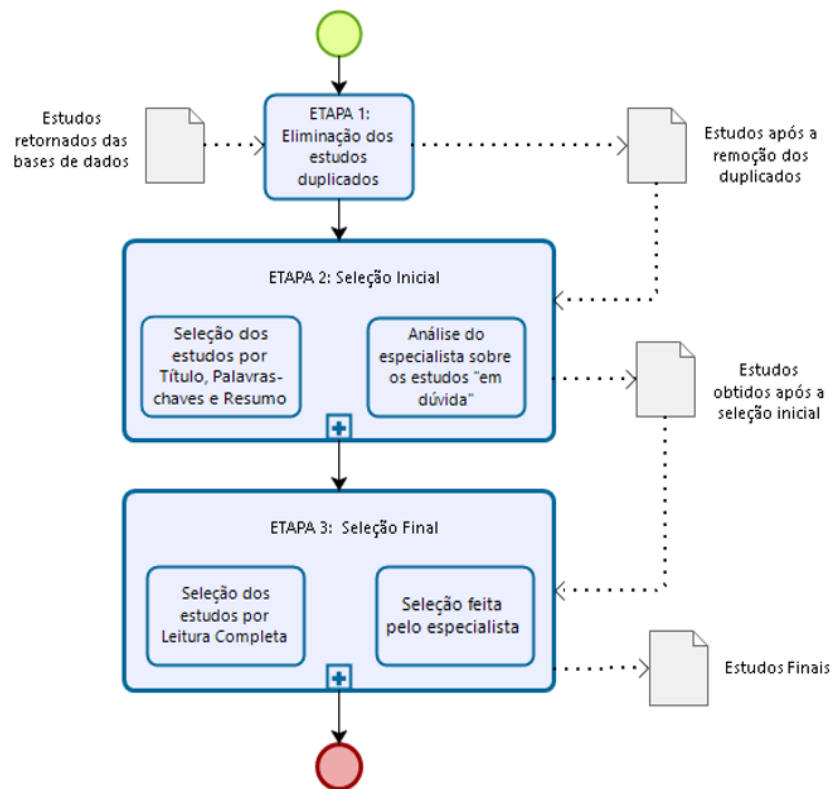 ETAPA 1:
Eliminação dos
estudos
duplicados
Estudos
retornados das
bases de dados
Estudos após a
remoção dos
duplicados
ETAPA 2: Seleção Inicial
Seleção dos
estudos por
Título, Palavras-
chaves e Resumo
Análise do
especialista sobre
os estudos "em
dúvida"
Estudos
obtidos após a
seleção inicial
ETAPA 3: Seleção Final
Seleção dos
estudos por
Leitura Completa
Seleção feita
pelo especialista
Estudos Finais